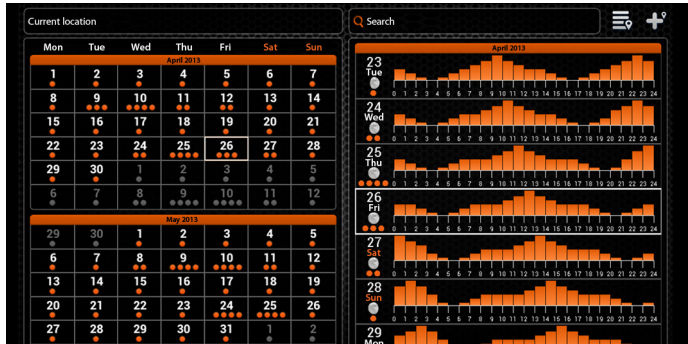 Current location
Mon Tue Wed Thu Fri Sat Sun
April 2013
1 2 3 4 5 6 7
8 9 10 11 12 13 14
15 16 17 18 19 20 21
22 23 24 25 26 27 28
29 30 1 2 3 4 5
6 7 8 9 10 11 12
May 2013
29 30 1 2 3 4 5
6 7 8 9 10 11 12
13 14 15 16 17 18 19
20 21 22 23 24 25 26
27 28 29 30 31 1 2
Search
April 2013
23
Tue
0 1 2 3 4 5 6 7 8 9 10 11 12 13 14 15 16 17 18 19 20 21 22 23 24
24
Wed
0 1 2 3 4 5 6 7 8 9 10 11 12 13 14 15 16 17 18 19 20 21 22 23 24
25
Thu
0 1 2 3 4 5 6 7 8 9 10 11 12 13 14 15 16 17 18 19 20 21 22 23 24
26
Fri
0 1 2 3 4 5 6 7 8 9 10 11 12 13 14 15 16 17 18 19 20 21 22 23 24
27
Sat
0 1 2 3 4 5 6 7 8 9 10 11 12 13 14 15 16 17 18 19 20 21 22 23 24
28
Sun
0 1 2 3 4 5 6 7 8 9 10 11 12 13 14 15 16 17 18 19 20 21 22 23 24
29
Mon